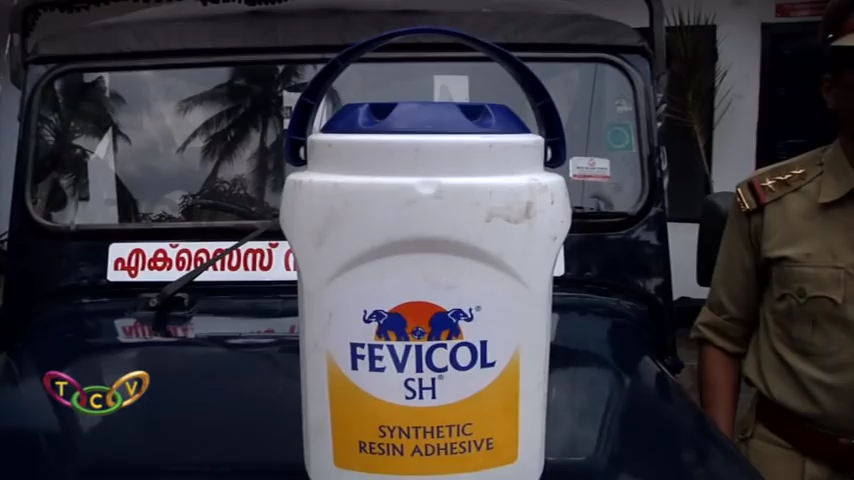 എക്സൈസ്
FEVICOL
SH
SYNTHETIC
RESIN ADHESIVE
TCV